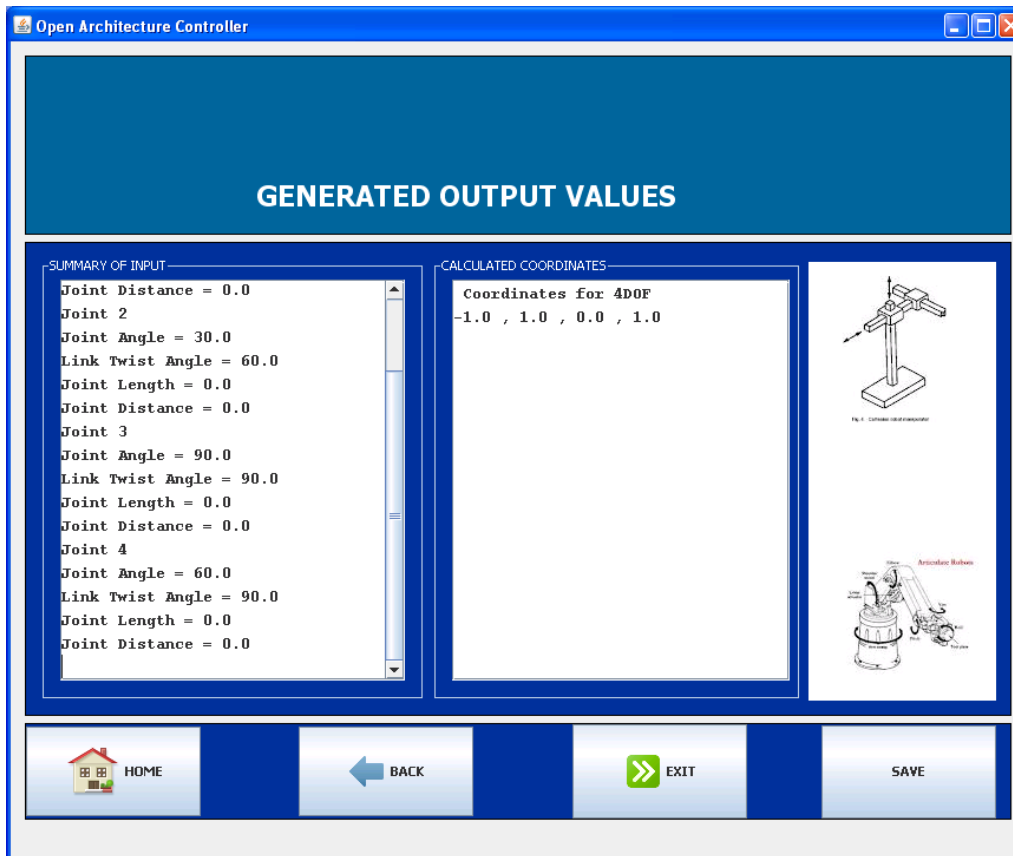 Open Architecture Controller
GENERATED OUTPUT VALUES
SUMMARY OF INPUT
Joint Distance = 0.0
Joint 2
Joint Angle = 30.0
Link Twist Angle = 60.0
Joint Length = 0.0
Joint Distance = 0.0
Joint 3
Joint Angle = 90.0
Link Twist Angle = 90.0
Joint Length = 0.0
Joint Distance = 0.0
Joint 4
Joint Angle = 60.0
Link Twist Angle = 90.0
Joint Length = 0.0
Joint Distance = 0.0
CALCULATED COORDINATES
Coordinates for 4DOF
-1.0 , 1.0 , 0.0 , 1.0
Articulate Robots
HOME
BACK
EXIT
SAVE